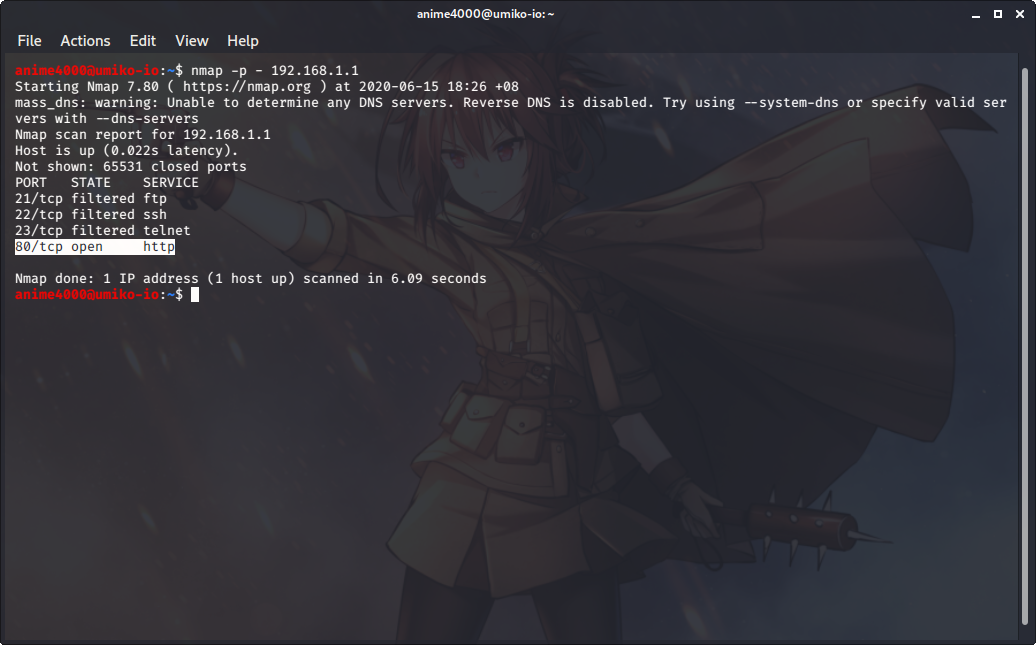 anime4000@umiko-io: ~
File Actions Edit View Help
anime4000@umiko-io:~$ nmap -p - 192.168.1.1
Starting Nmap 7.80 ( https://nmap.org ) at 2020-06-15 18:26 +08
mass_dns: warning: Unable to determine any DNS servers. Reverse DNS is disabled. Try using --system-dns or specify valid ser
vers with --dns-servers
Nmap scan report for 192.168.1.1
Host is up (0.022s latency).
Not shown: 65531 closed ports
PORT   STATE    SERVICE
21/tcp filtered ftp
22/tcp filtered ssh
23/tcp filtered telnet
80/tcp open     http
Nmap done: 1 IP address (1 host up) scanned in 6.09 seconds
anime4000@umiko-io:~$